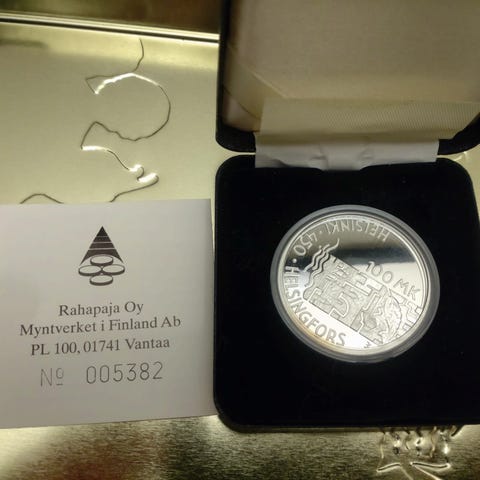 Rahapaja Oy
Myntverket i Finland Ab
PL 100, 01741 Vantaa
Nº 005382
HELSINKI · 450 · HELSINGFORS
100 MK